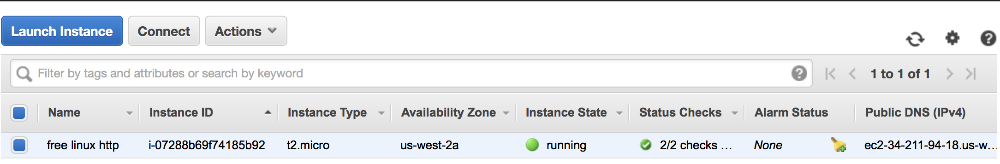 Launch Instance Connect Actions
Filter by tags and attributes or search by keyword 1 to 1 of 1
Name Instance ID Instance Type Availability Zone Instance State Status Checks Alarm Status Public DNS (IPv4)
free linux http i-07288b69f74185b92 t2.micro us-west-2a running 2/2 checks ... None ec2-34-211-94-18.us-w...